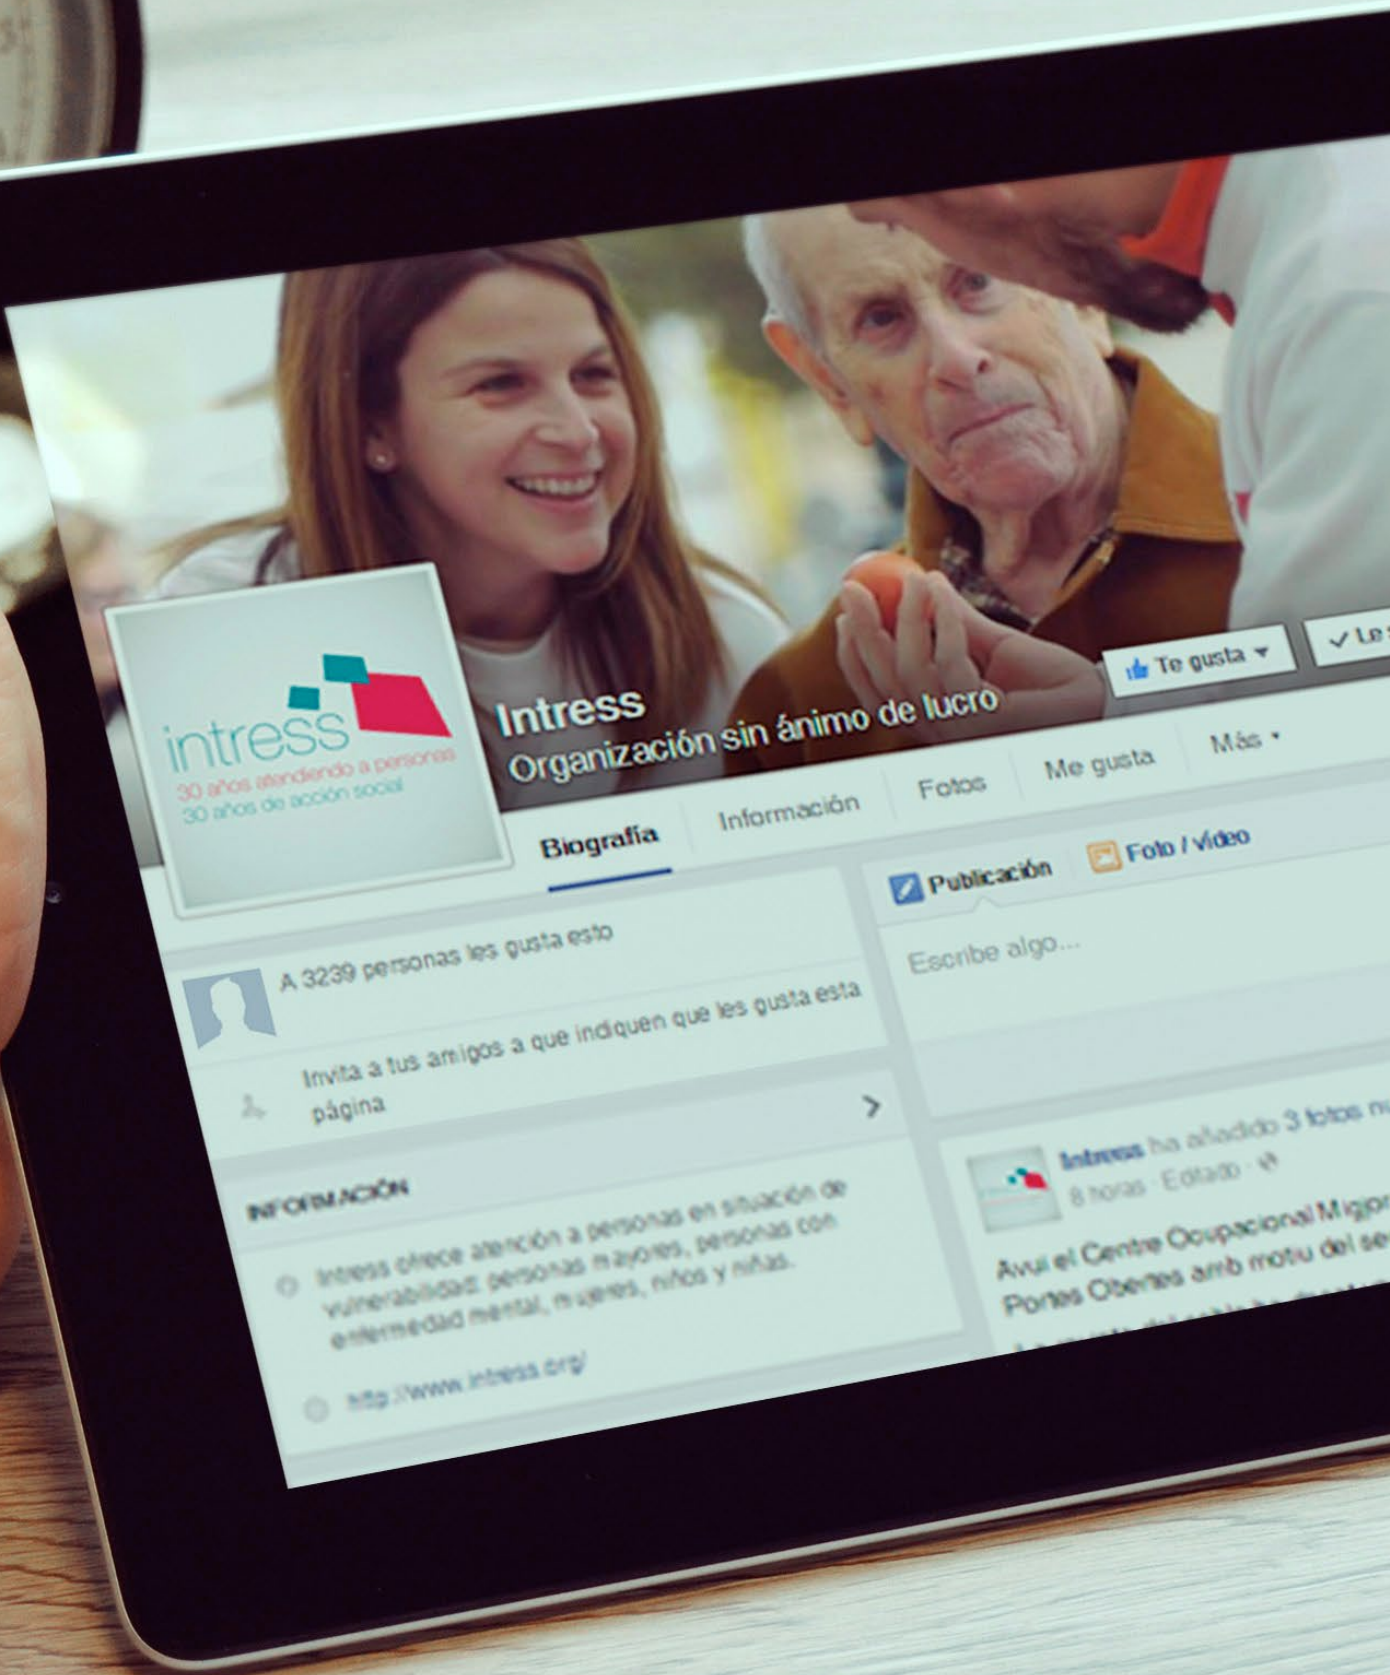 intress
30 años atendiendo a personas
30 años de acción social
Intress
Organización sin ánimo de lucro
Te gusta
Le
Biografía
Información
Fotos
Me gusta
Más
A 3239 personas les gusta esto
Invita a tus amigos a que indiquen que les gusta esta
página
INFORMACIÓN
Intress ofrece atención a personas en situación de
vulnerabilidad: personas mayores, personas con
enfermedad mental, mujeres, niños y niñas.
http://www.intress.org/
Publicación
Foto / vídeo
Escribe algo...
Intress ha añadido 3 fotos
8 horas · Editado ·
Avui el Centre Ocupacional Migjor
Portes Obertes amb motiu del